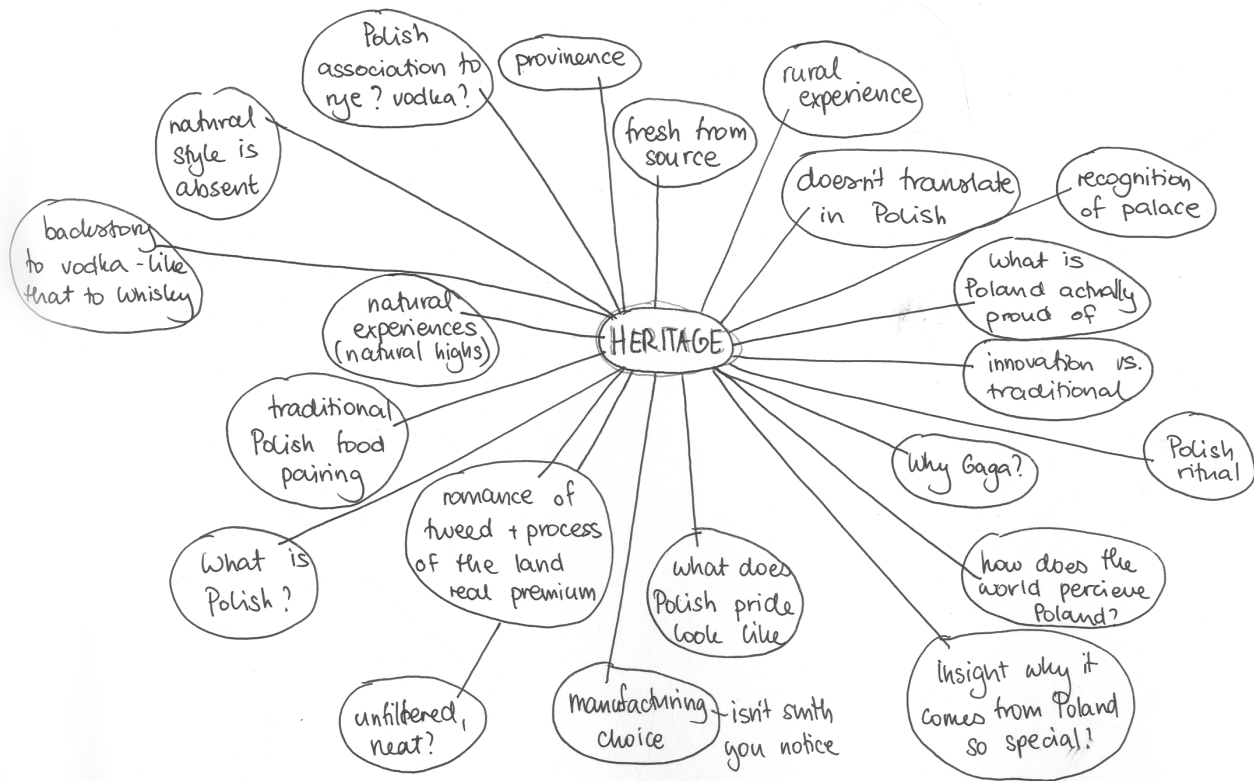 Polish
association to
rye? vodka?
provinence
rural
experience
natural
style is
absent
fresh from
source
doesn't translate
in Polish
recognition
of palace
backstory
to vodka - like
that to whisky
natural
experiences
(natural highs)
HERITAGE
What is
Poland actually
proud of
innovation vs.
traditional
traditional
Polish food
pairing
Why Gaga?
Polish
ritual
What is
Polish?
romance of
tweed + process
of the land
real premium
what does
Polish pride
look like
how does the
world percieve
Poland?
unfiltered,
neat?
manufacturing
choice
- isn't smth
you notice
Insight why it
comes from Poland
so special?